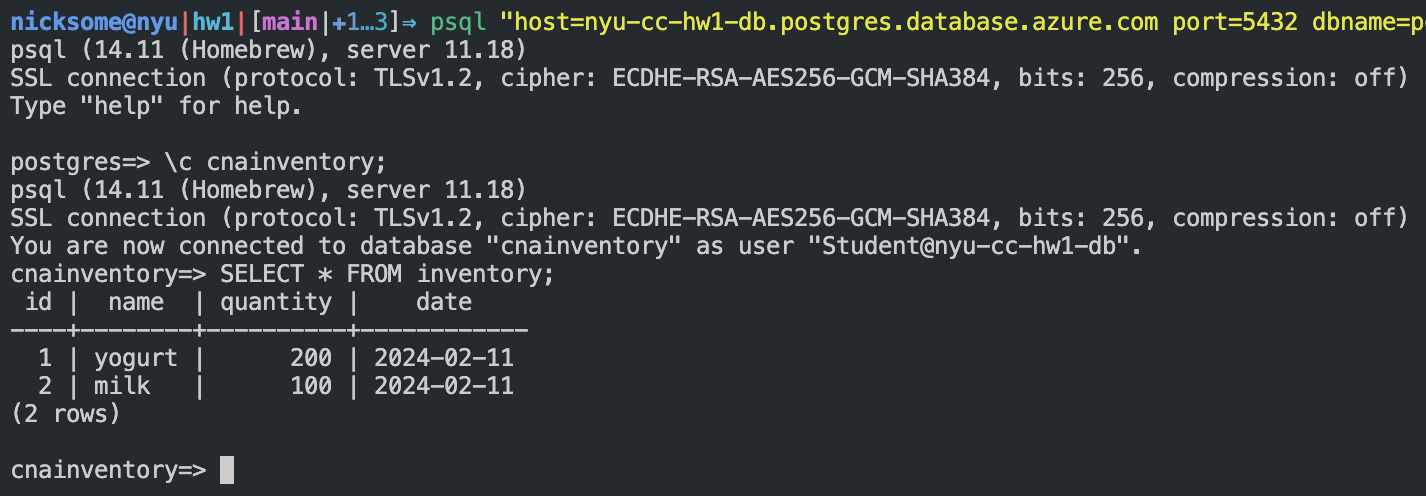 nicksome@nyu|hw1|[main|+1…3]⇒ psql "host=nyu-cc-hw1-db.postgres.database.azure.com port=5432
psql (14.11 (Homebrew), server 11.18)
SSL connection (protocol: TLSv1.2, cipher: ECDHE-RSA-AES256-GCM-SHA384, bits: 256, compression: off)
Type "help" for help.
postgres=> \c cnainventory;
psql (14.11 (Homebrew), server 11.18)
SSL connection (protocol: TLSv1.2, cipher: ECDHE-RSA-AES256-GCM-SHA384, bits: 256, compression: off)
You are now connected to database "cnainventory" as user "Student@nyu-cc-hw1-db".
cnainventory=> SELECT * FROM inventory;
 id |  name  | quantity |    date
----+--------+----------+------------
  1 | yogurt |      200 | 2024-02-11
  2 | milk   |      100 | 2024-02-11
(2 rows)
cnainventory=>